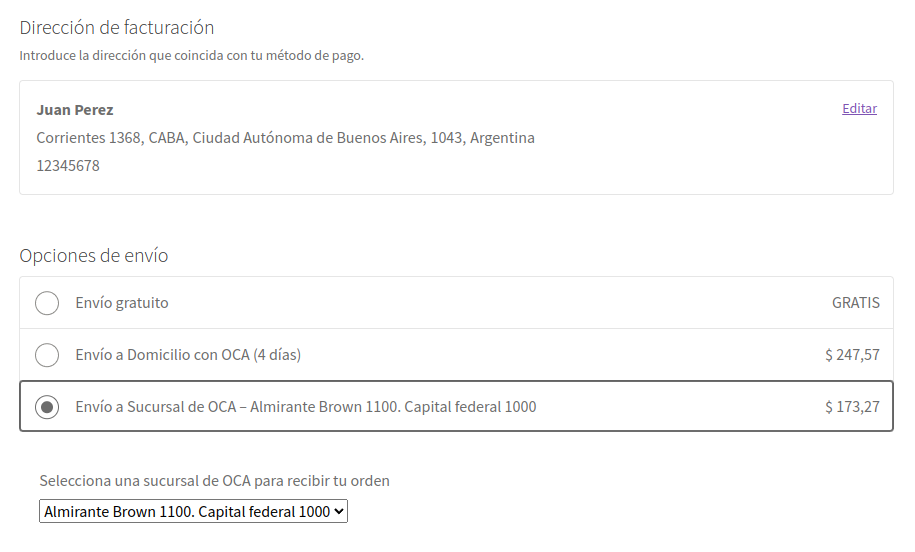 Dirección de facturación
Introduce la dirección que coincida con tu método de pago.
Juan Perez
Editar
Corrientes 1368, CABA, Ciudad Autónoma de Buenos Aires, 1043, Argentina
12345678
Opciones de envío
Envío gratuito GRATIS
Envío a Domicilio con OCA (4 días) $ 247,57
Envío a Sucursal de OCA – Almirante Brown 1100. Capital federal 1000 $ 173,27
Selecciona una sucursal de OCA para recibir tu orden
Almirante Brown 1100. Capital federal 1000